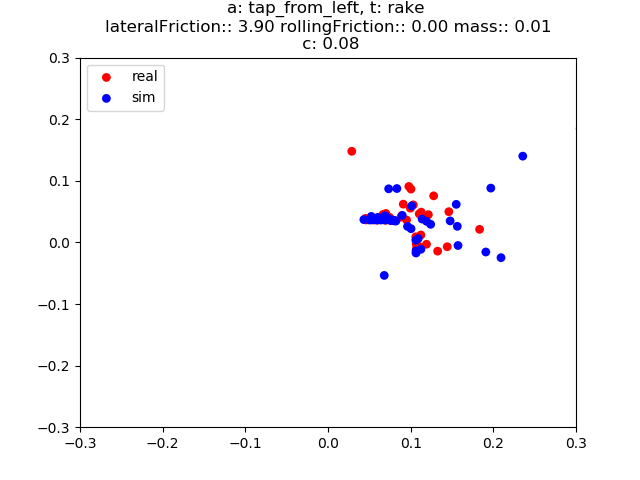 a: tap_from_left, t: rake
lateralFriction:: 3.90 rollingFriction:: 0.00 mass:: 0.01
c: 0.08
real
sim
0.3
0.2
0.1
0.0
−0.1
−0.2
−0.3
−0.3
−0.2
−0.1
0.0
0.1
0.2
0.3